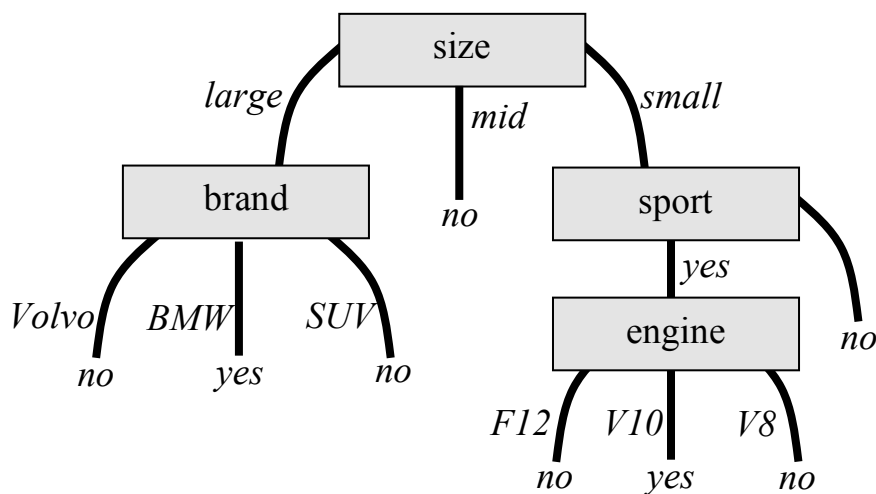 size
large
mid
small
brand
no
sport
yes
Volvo
BMW
SUV
engine
no
no
yes
no
F12
V10
V8
no
yes
no